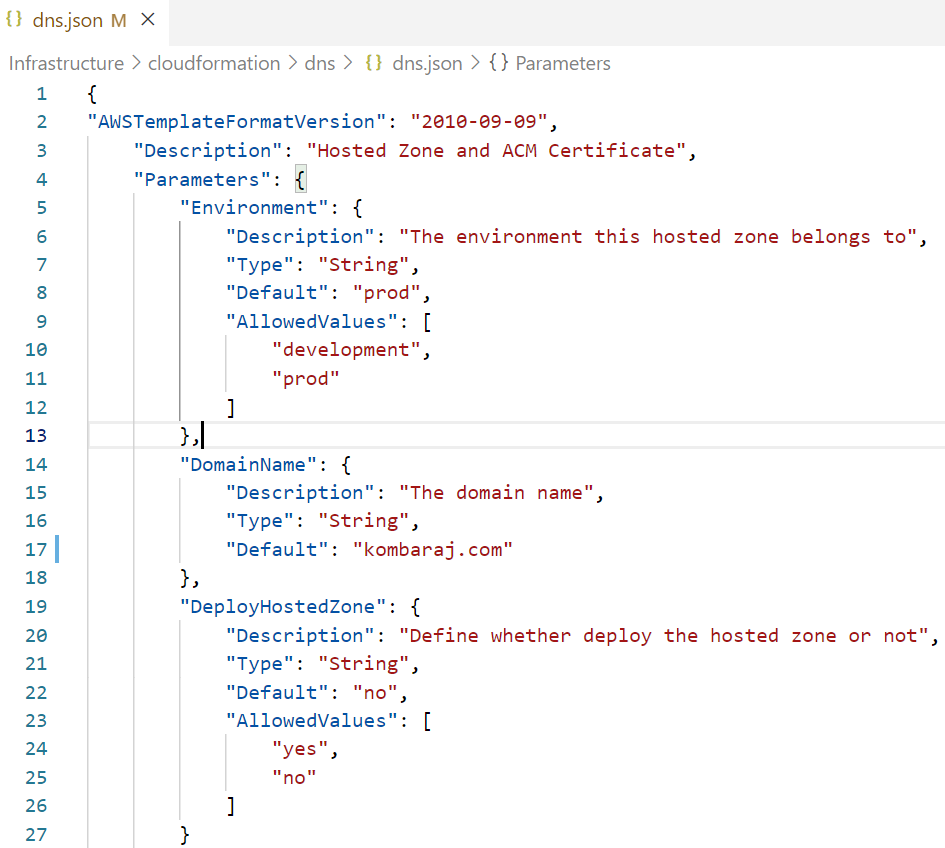 {} dns.json M ×
Infrastructure > cloudformation > dns > {} dns.json > {} Parameters
1 {
2 "AWSTemplateFormatVersion": "2010-09-09",
3 "Description": "Hosted Zone and ACM Certificate",
4 "Parameters": {
5 "Environment": {
6 "Description": "The environment this hosted zone belongs to",
7 "Type": "String",
8 "Default": "prod",
9 "AllowedValues": [
10 "development",
11 "prod"
12 ]
13 },
14 "DomainName": {
15 "Description": "The domain name",
16 "Type": "String",
17 "Default": "kombaraj.com"
18 },
19 "DeployHostedZone": {
20 "Description": "Define whether deploy the hosted zone or not",
21 "Type": "String",
22 "Default": "no",
23 "AllowedValues": [
24 "yes",
25 "no"
26 ]
27 }